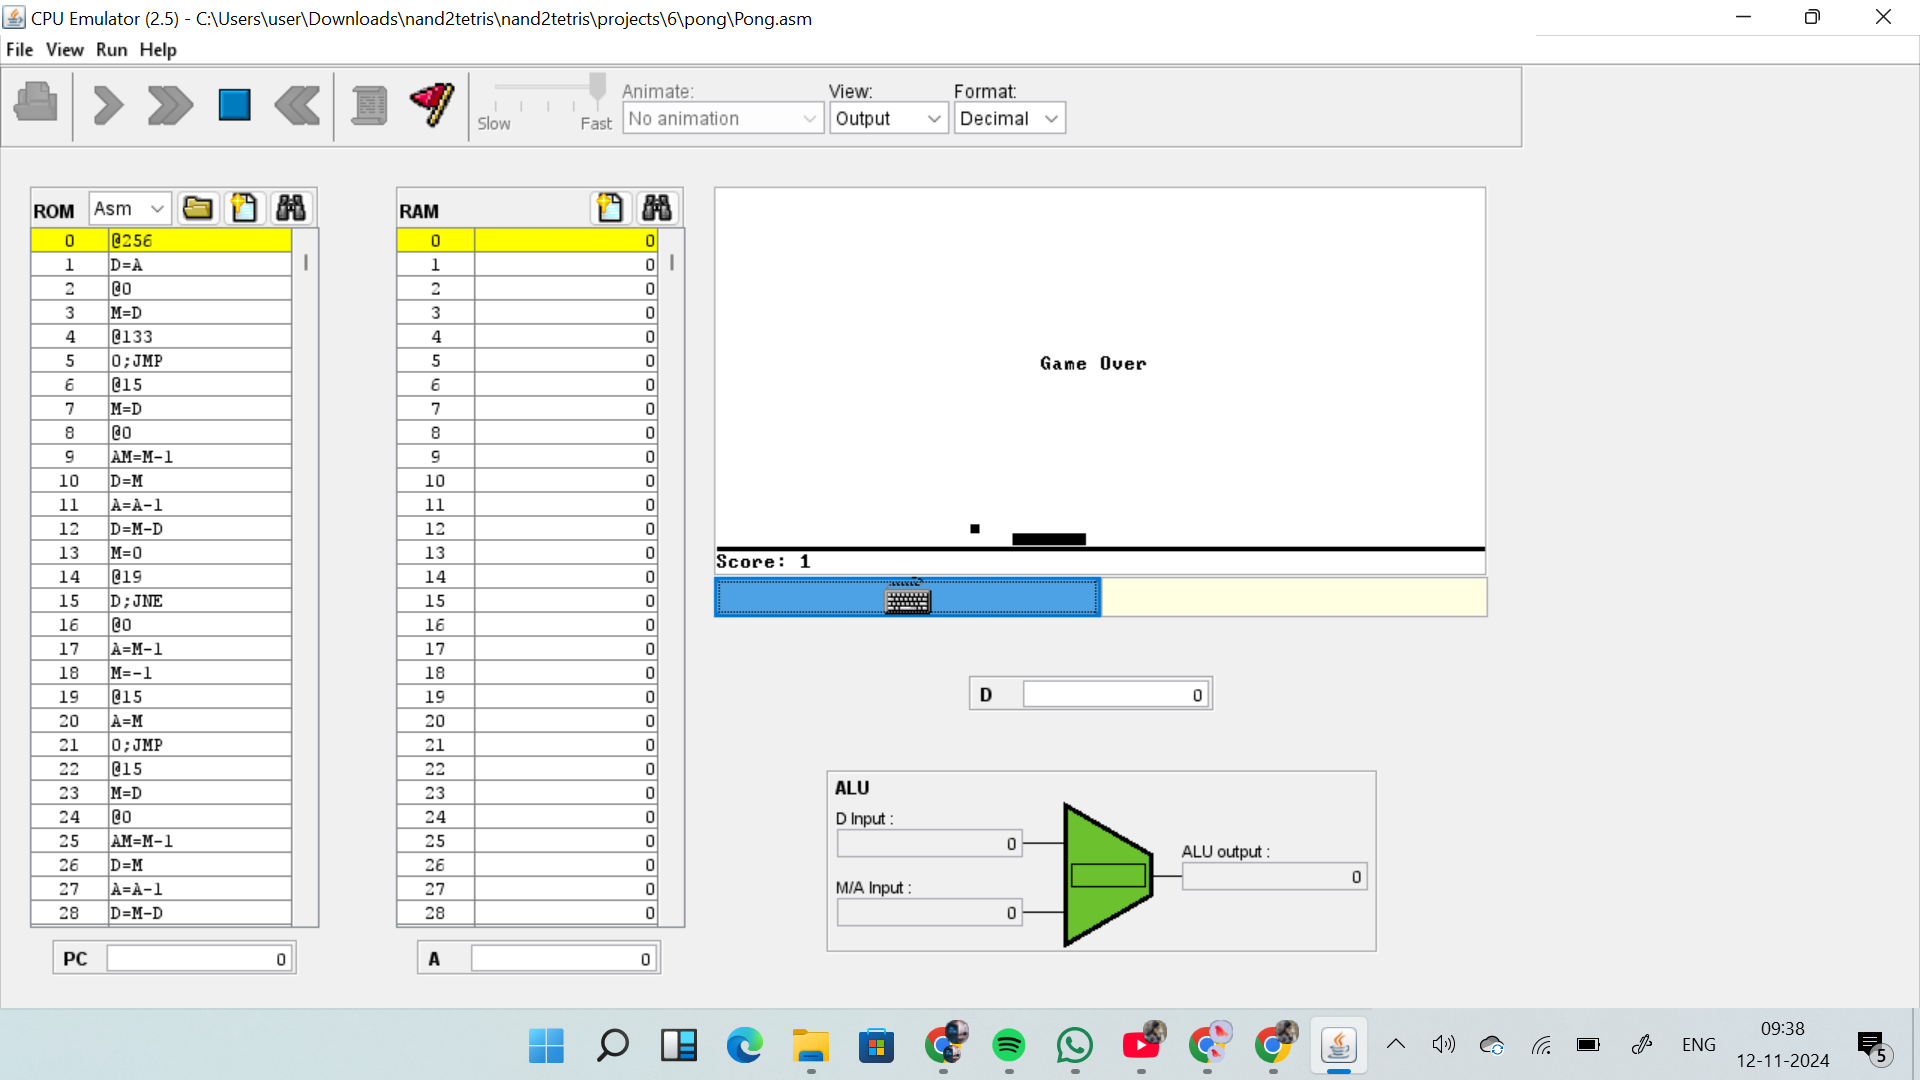 CPU Emulator (2.5) - C:\Users\user\Downloads\nand2tetris\nand2tetris\projects\6\pong\Pong.asm
File View Run Help
Slow Fast
Animate:
No animation
View:
Output
Format:
Decimal
ROM Asm
0 @256
1 D=A
2 @0
3 M=D
4 @133
5 0;JMP
6 @15
7 M=D
8 @0
9 AM=M-1
10 D=M
11 A=A-1
12 D=M-D
13 M=0
14 @19
15 D;JNE
16 @0
17 A=M-1
18 M=-1
19 @15
20 A=M
21 0;JMP
22 @15
23 M=D
24 @0
25 AM=M-1
26 D=M
27 A=A-1
28 D=M-D
PC 0
RAM
0 0
1 0
2 0
3 0
4 0
5 0
6 0
7 0
8 0
9 0
10 0
11 0
12 0
13 0
14 0
15 0
16 0
17 0
18 0
19 0
20 0
21 0
22 0
23 0
24 0
25 0
26 0
27 0
28 0
A 0
Game Over
Score: 1
D 0
ALU
D Input :
0
M/A Input :
0
ALU output :
0
ENG
09:38
12-11-2024
5